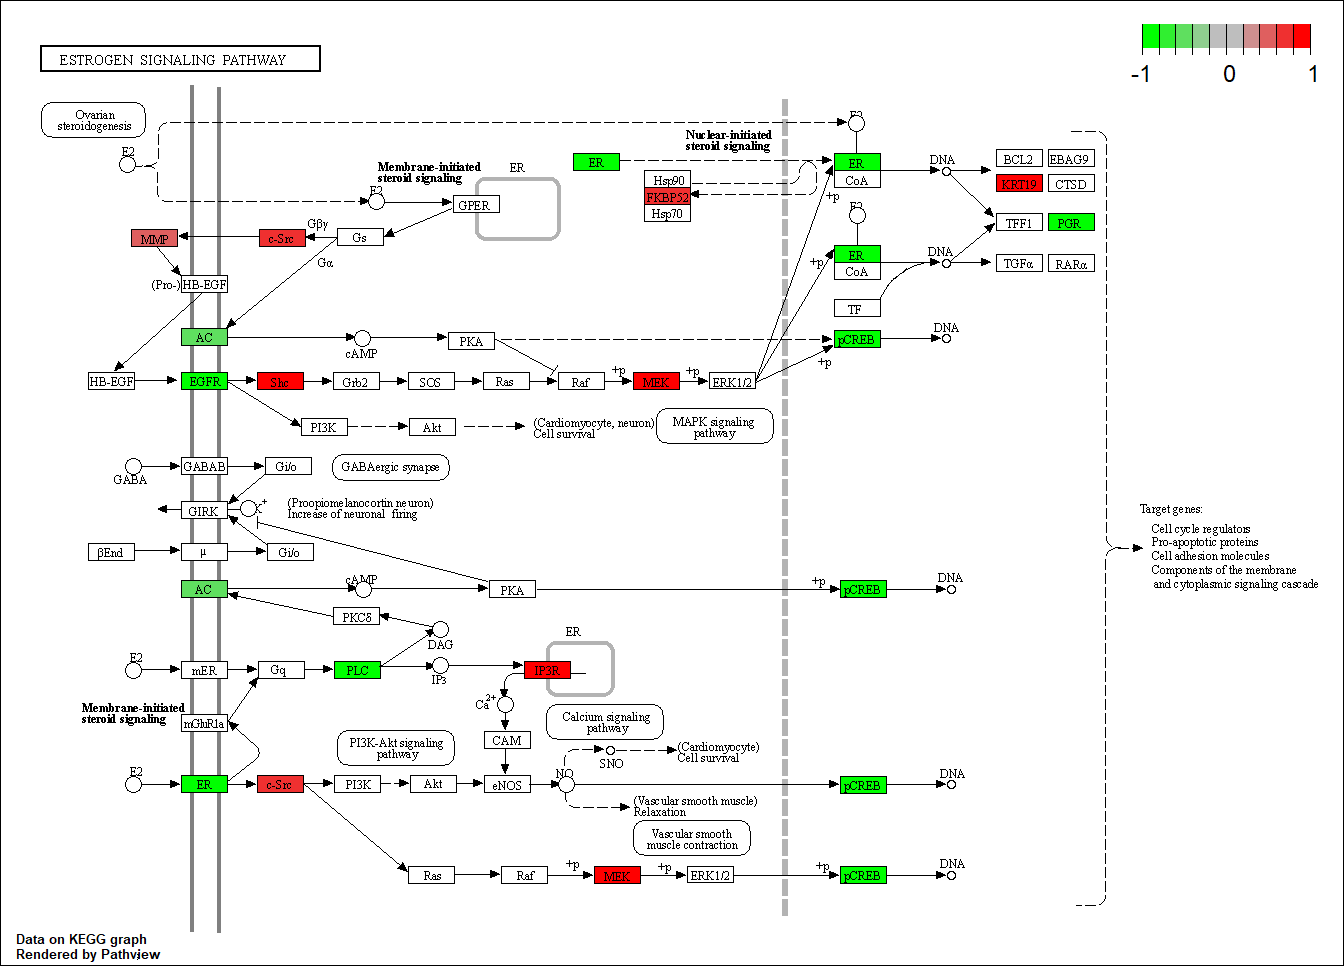 ESTROGEN SIGNALING PATHWAY
-1 0 1
Ovarian
steroidogenesis
E2
E2
Nuclear-initiated
steroid signaling
E2
Membrane-initiated
steroid signaling
ER
ER
ER
CoA
DNA
BCL2
EBAG9
Hsp90
FKBP52
Hsp70
KRT19
CTSD
+p
GPER
E2
TFF1
PGR
MMP
c-Src
Gβγ
Gs
Gα
ER
CoA
+p
DNA
TGFα
RARα
(Pro-)
HB-EGF
TF
AC
cAMP
PKA
pCREB
DNA
+p
HB-EGF
EGFR
Shc
Grb2
SOS
Ras
Raf
+p
MEK
+p
ERK1/2
PI3K
Akt
(Cardiomyocyte, neuron)
Cell survival
MAPK signaling
pathway
GABA
GABAB
Gi/o
GABAergic synapse
GIRK
K+
(Proopiomelanocortin neuron)
Increase of neuronal firing
Target genes:
Cell cycle regulators
Pro-apoptotic proteins
Cell adhesion molecules
Components of the membrane
and cytoplasmic signaling cascade
βEnd
μ
Gi/o
AC
cAMP
PKA
+p
pCREB
DNA
PKCδ
DAG
ER
E2
mER
Gq
PLC
IP3
IP3R
Membrane-initiated
steroid signaling
mGluR1a
Ca2+
Calcium signaling
pathway
CAM
PI3K-Akt signaling
pathway
(Cardiomyocyte)
Cell survival
SNO
E2
ER
c-Src
PI3K
Akt
eNOS
NO
pCREB
DNA
(Vascular smooth muscle)
Relaxation
Vascular smooth
muscle contraction
Ras
Raf
+p
MEK
+p
ERK1/2
+p
pCREB
DNA
Data on KEGG graph
Rendered by Pathview